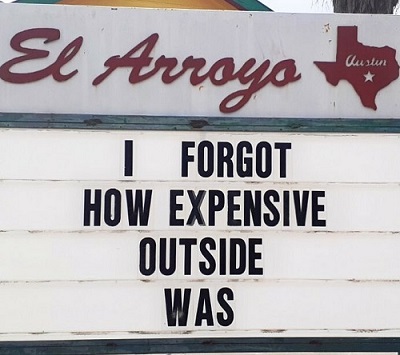 El Arroyo
Austin
I FORGOT
HOW EXPENSIVE
OUTSIDE
WAS